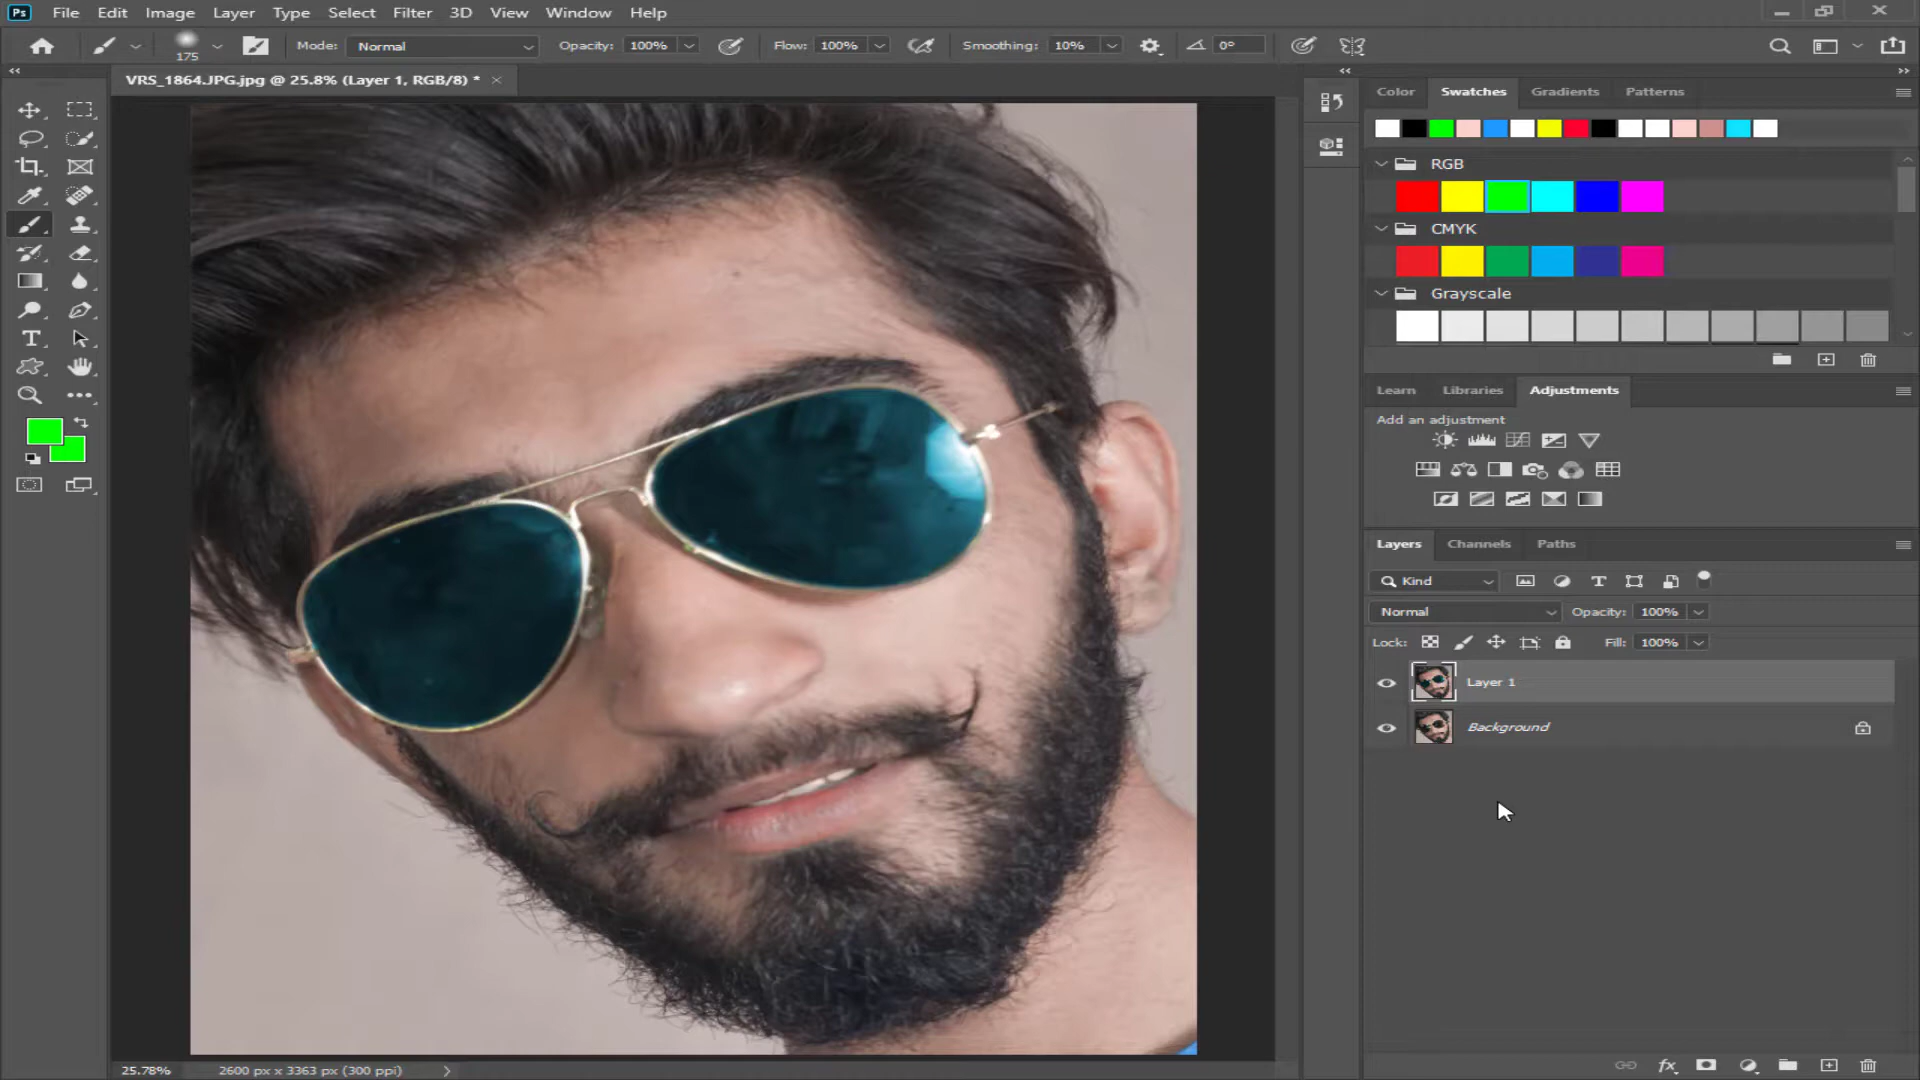 Ps File Edit Image Layer Type Select Filter 3D View Window Help
175 Mode: Normal Opacity: 100% Flow: 100% Smoothing: 10% 0°
VRS_1864.JPG.jpg @ 25.8% (Layer 1, RGB/8) *
Color Swatches Gradients Patterns
RGB
CMYK
Grayscale
Learn Libraries Adjustments
Add an adjustment
Layers Channels Paths
Kind
Normal Opacity: 100%
Lock: Fill: 100%
Layer 1
Background
25.78% 2600 px x 3363 px (300 ppi)